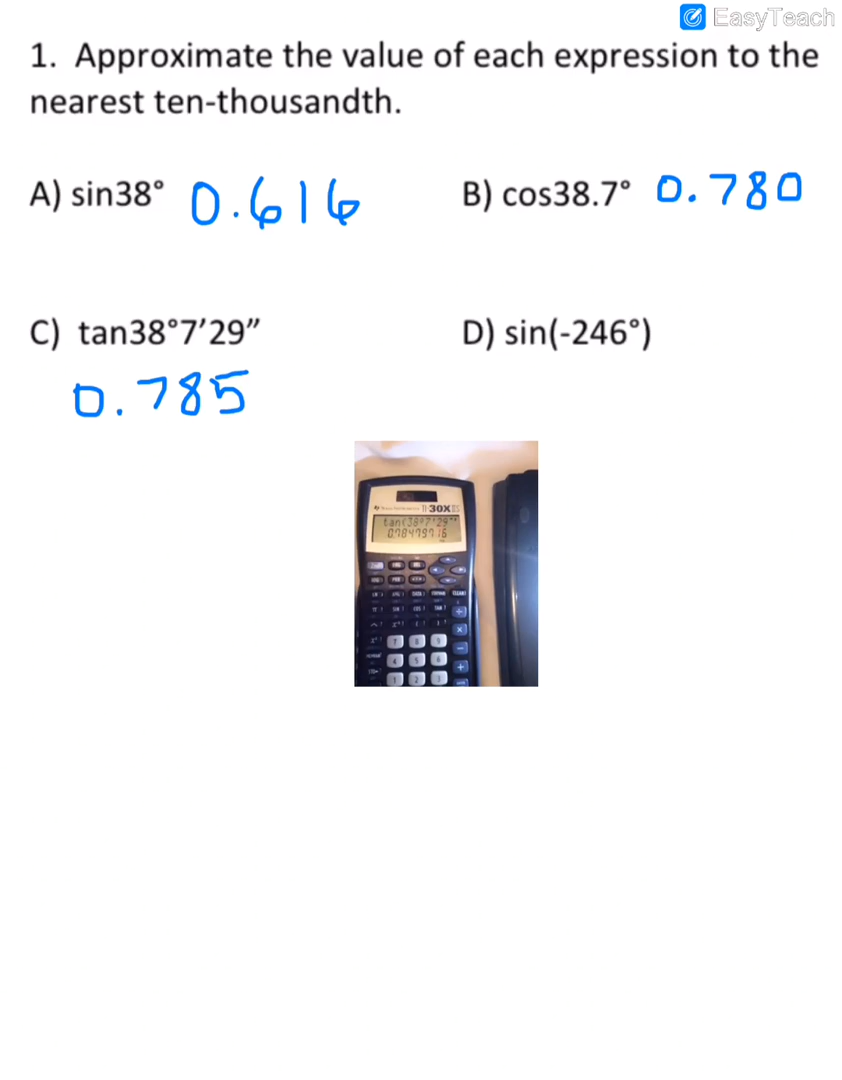 EasyTeach
1. Approximate the value of each expression to the
nearest ten-thousandth.
A) sin38° 0.616
B) cos38.7° 0.780
C) tan38°7’29”
0.785
D) sin(-246°)
TI-30X IIS
tan(38°7'29"
0.78479716